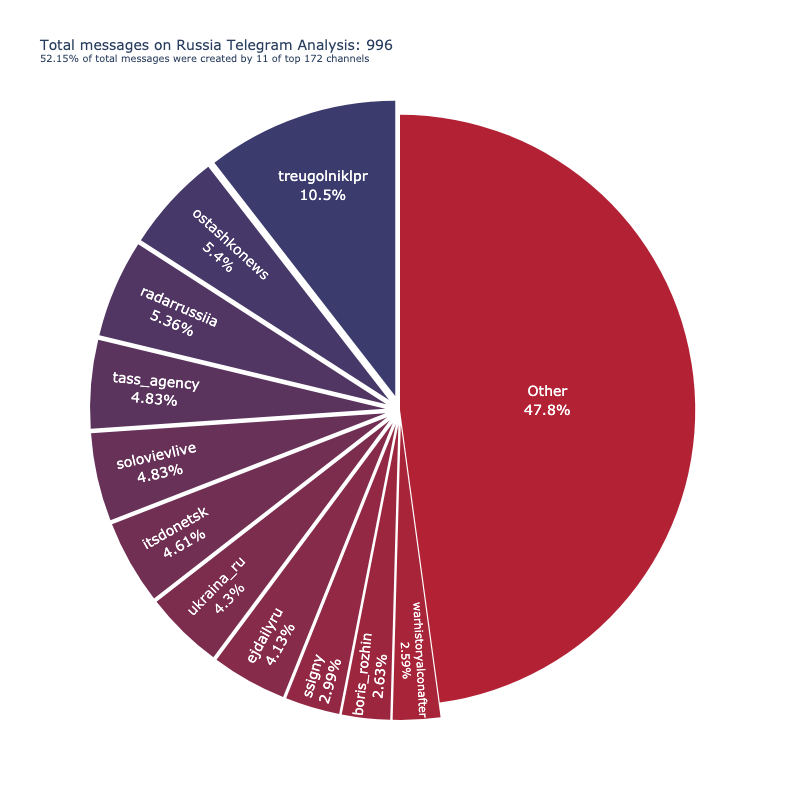 Total messages on Russia Telegram Analysis: 996
52.15% of total messages were created by 11 of top 172 channels
treugolniklpr
10.5%
ostashkonews
5.4%
radarrussiia
5.36%
tass_agency
4.83%
solovievlive
4.83%
itsdonetsk
4.61%
ukraina_ru
4.3%
ejdailyru
4.13%
ssigny
2.99%
boris_rozhin
2.63%
warhistoryalconafter
2.59%
Other
47.8%